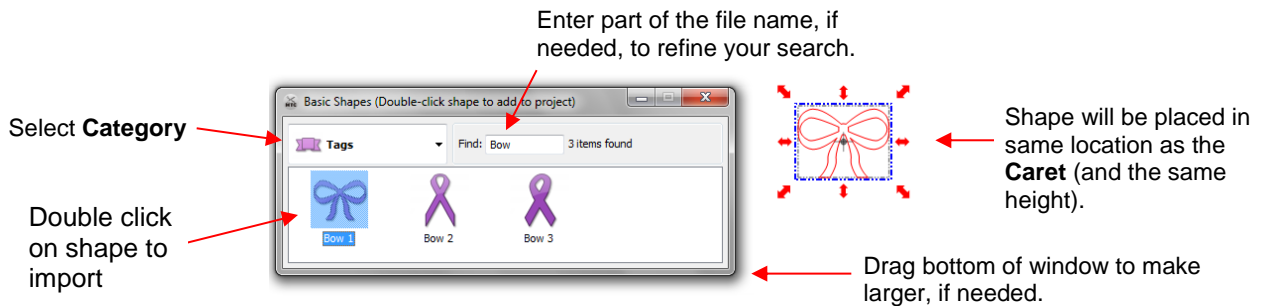 Enter part of the file name, if
needed, to refine your search.
Basic Shapes (Double-click shape to add to project)
Select Category
Tags
Find: Bow 3 items found
Shape will be placed in
same location as the
Caret (and the same
height).
Double click
on shape to
import
Bow 1 Bow 2 Bow 3
Drag bottom of window to make
larger, if needed.